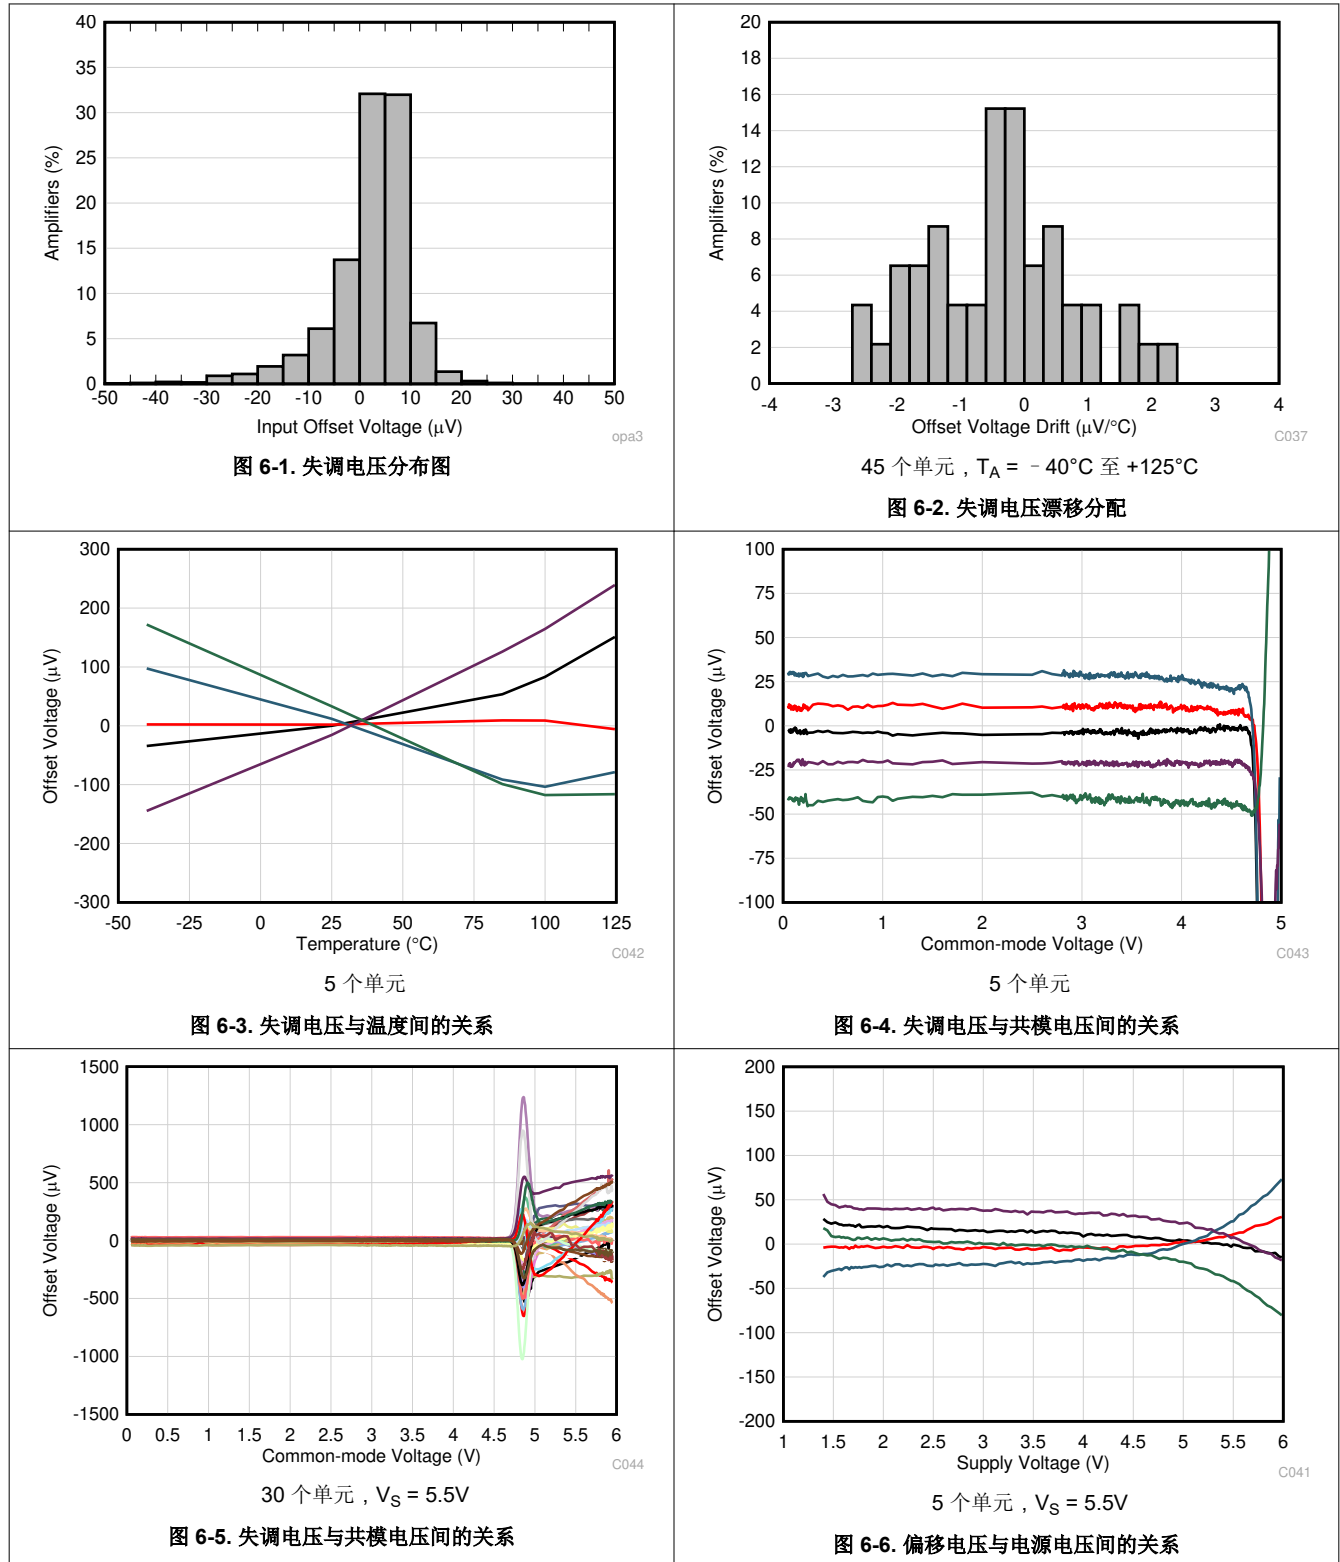 40
35
30
25
20
15
10
5
0
-50 -40 -30 -20 -10 0 10 20 30 40 50
Amplifiers (%)
Input Offset Voltage (μV)
opa3
图 6-1. 失调电压分布图
20
18
16
14
12
10
8
6
4
2
0
-4 -3 -2 -1 0 1 2 3 4
Amplifiers (%)
Offset Voltage Drift (μV/°C)
C037
45 个单元，TA = －40°C 至 +125°C
图 6-2. 失调电压漂移分配
300
200
100
0
-100
-200
-300
-50 -25 0 25 50 75 100 125
Offset Voltage (μV)
Temperature (°C)
C042
5 个单元
图 6-3. 失调电压与温度间的关系
100
75
50
25
0
-25
-50
-75
-100
0 1 2 3 4 5
Offset Voltage (μV)
Common-mode Voltage (V)
C043
5 个单元
图 6-4. 失调电压与共模电压间的关系
1500
1000
500
0
-500
-1000
-1500
0 0.5 1 1.5 2 2.5 3 3.5 4 4.5 5 5.5 6
Offset Voltage (μV)
Common-mode Voltage (V)
C044
30 个单元，VS = 5.5V
图 6-5. 失调电压与共模电压间的关系
200
150
100
50
0
-50
-100
-150
-200
1 1.5 2 2.5 3 3.5 4 4.5 5 5.5 6
Offset Voltage (μV)
Supply Voltage (V)
C041
5 个单元，VS = 5.5V
图 6-6. 偏移电压与电源电压间的关系